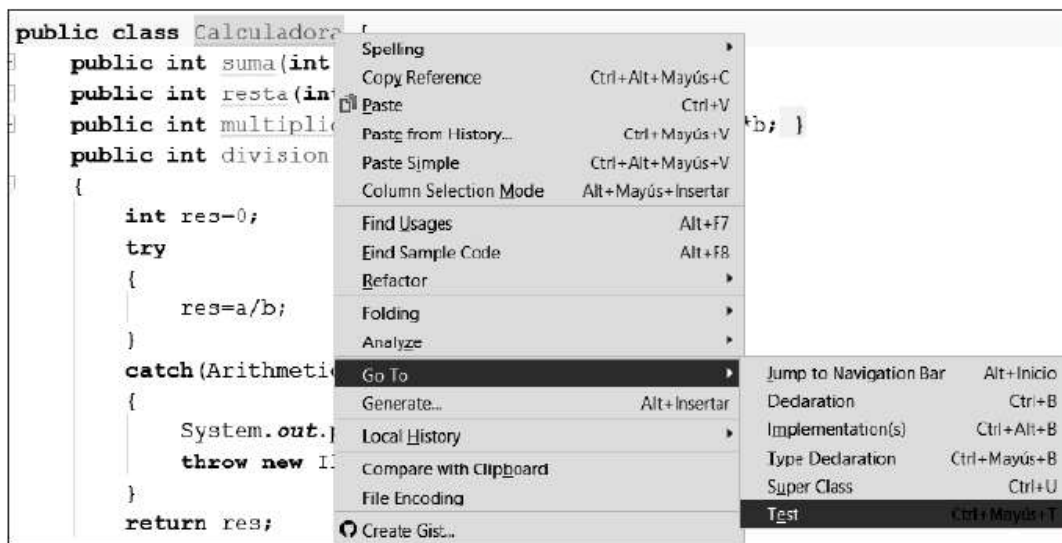 public class Calculadora {
public int suma(int
public int resta(int
public int multiplic *b; }
public int division
{
int res=0;
try
{
res=a/b;
}
catch(Arithmeti
{
System.out.p
throw new Il
}
return res;
Spelling
Copy Reference Ctrl+Alt+Mayús+C
Paste Ctrl+V
Paste from History... Ctrl+Mayús+V
Paste Simple Ctrl+Alt+Mayús+V
Column Selection Mode Alt+Mayús+Insertar
Find Usages Alt+F7
Find Sample Code Alt+F8
Refactor
Folding
Analyze
Go To
Generate... Alt+Insertar
Local History
Compare with Clipboard
File Encoding
Create Gist...
Jump to Navigation Bar Alt+Inicio
Declaration Ctrl+B
Implementation(s) Ctrl+Alt+B
Type Declaration Ctrl+Mayús+B
Super Class Ctrl+U
Test Ctrl+Mayús+T